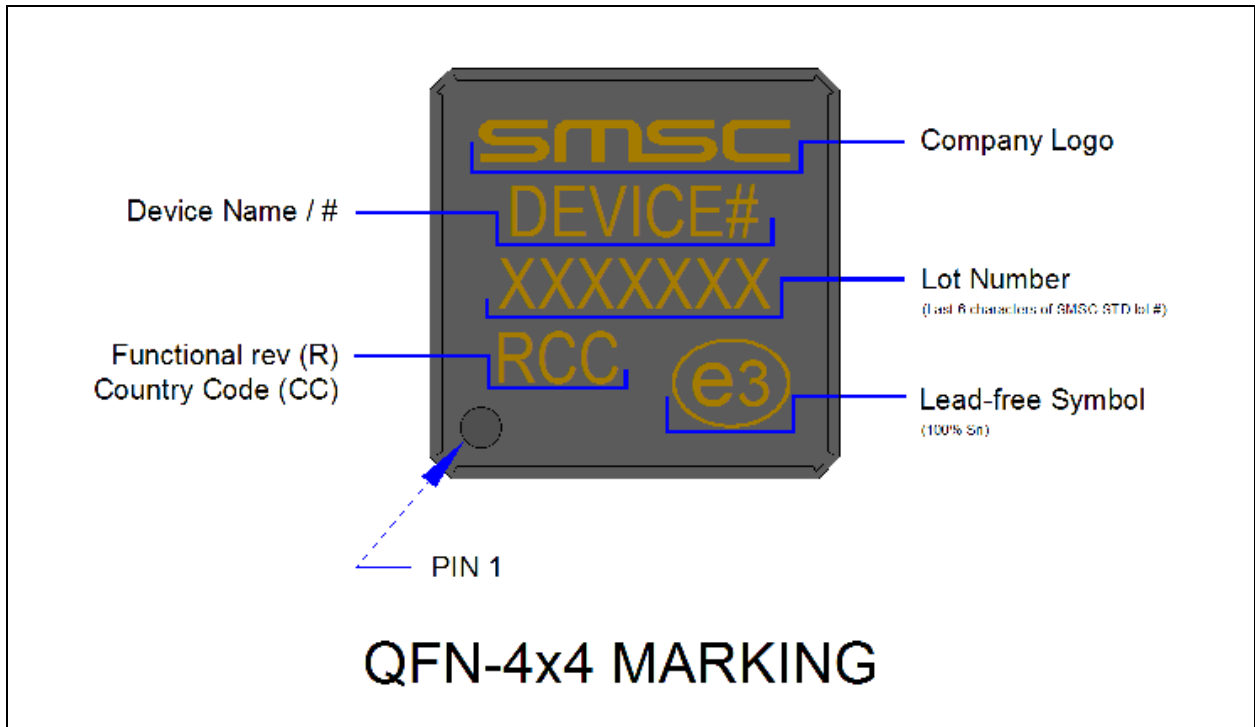 smsc
Company Logo
DEVICE#
Device Name / #
XXXXXXX
Lot Number
(Last 6 characters of SMSC STD lot #)
RCC
Functional rev (R)
Country Code (CC)
e3
Lead-free Symbol
(100% Sn)
PIN 1
QFN-4x4 MARKING